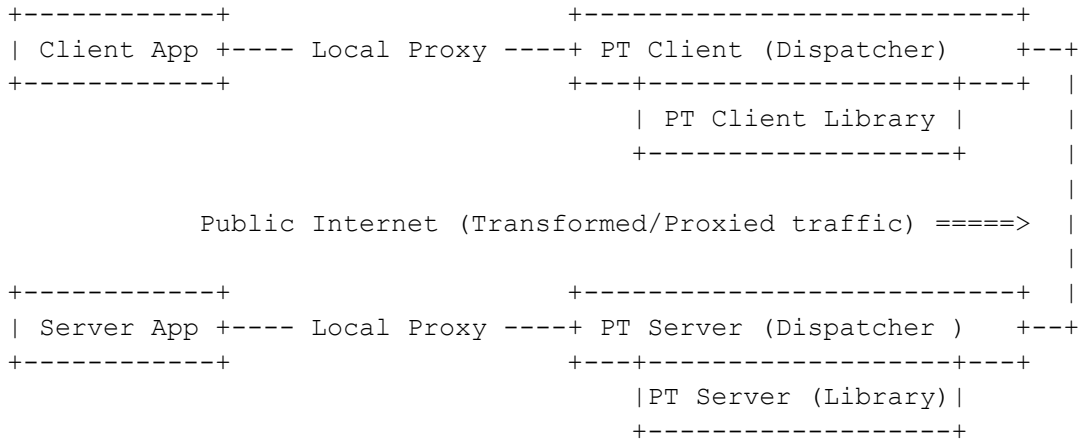 Client App Local Proxy PT Client (Dispatcher)
PT Client Library
Public Internet (Transformed/Proxied traffic) =====>
Server App Local Proxy PT Server (Dispatcher )
PT Server (Library)